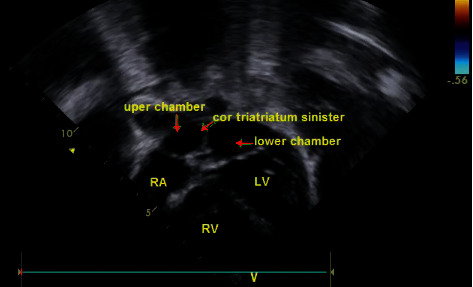 -.56
uper chamber
cor triatriatum sinister
10
lower chamber
RA
LV
5
RV
V